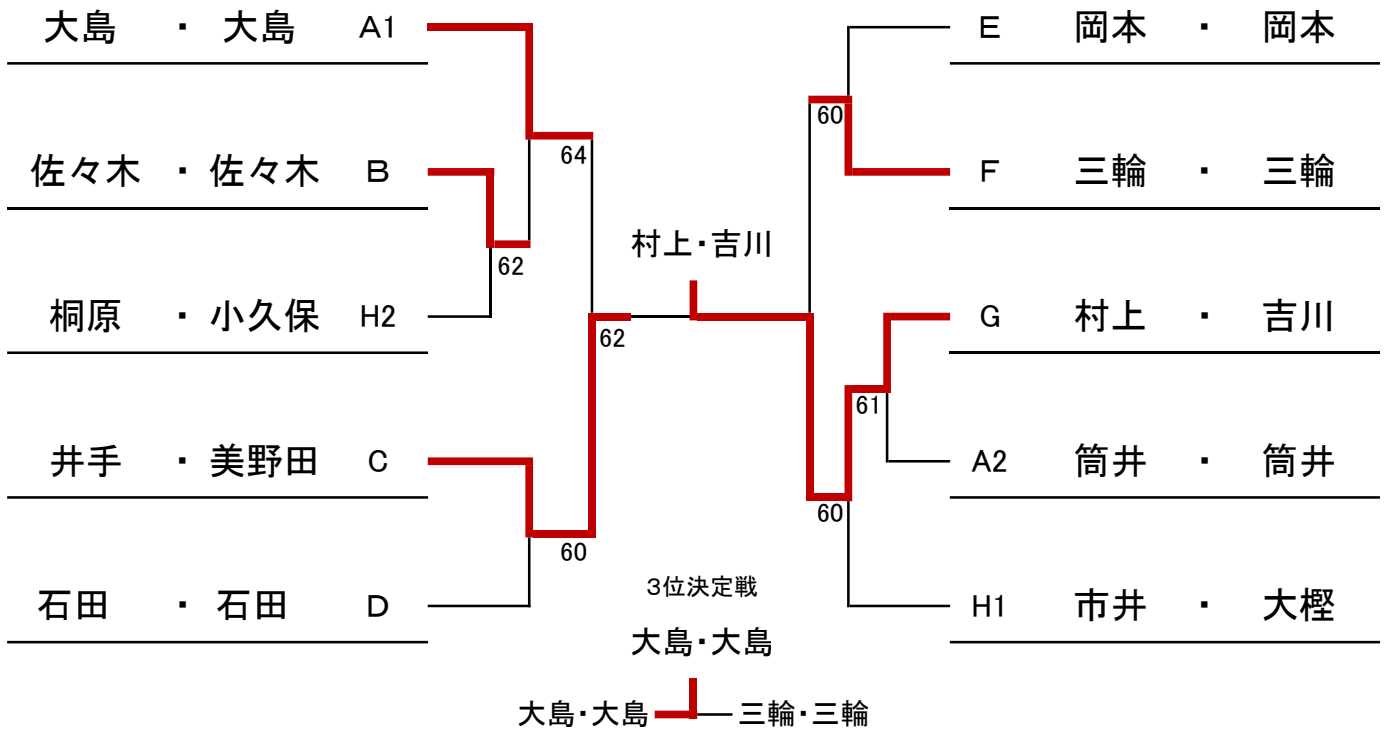 大島 ・ 大島 A1
佐々木 ・ 佐々木 B
62
桐原 ・ 小久保 H2
64
井手 ・ 美野田 C
石田 ・ 石田 D
60
62
村上・吉川
E 岡本 ・ 岡本
60
F 三輪 ・ 三輪
G 村上 ・ 吉川
61
A2 筒井 ・ 筒井
60
H1 市井 ・ 大樫
3位決定戦
大島・大島
大島・大島 三輪・三輪